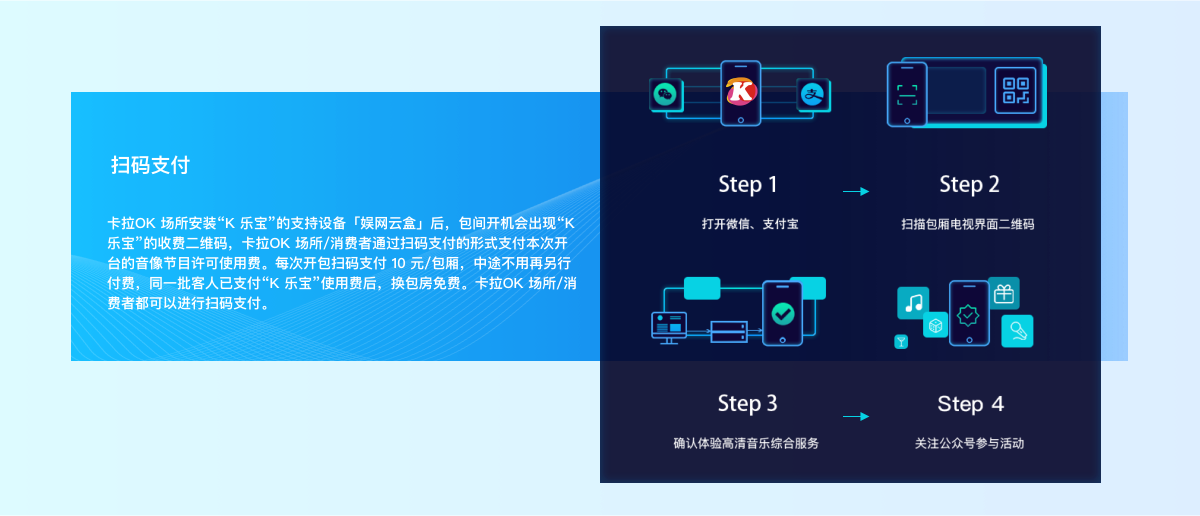 扫码支付
卡拉OK 场所安装“K 乐宝”的支持设备「娱网云盒」后，包间开机会出现“K
乐宝”的收费二维码，卡拉OK 场所/消费者通过扫码支付的形式支付本次开
台的音像节目许可使用费。每次开包扫码支付 10 元/包厢，中途不用再另行
付费，同一批客人已支付“K 乐宝”使用费后，换包房免费。卡拉OK 场所/消
费者都可以进行扫码支付。
K
支
Step 1
打开微信、支付宝
Step 2
扫描包厢电视界面二维码
Step 3
确认体验高清音乐综合服务
Step 4
关注公众号参与活动